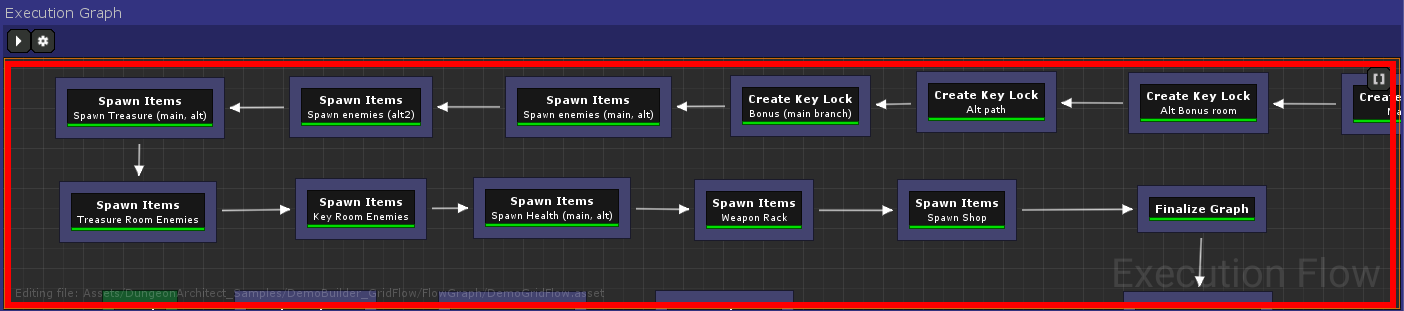 Execution Graph
Spawn Items
Spawn Treasure (main, alt)
Spawn Items
Spawn enemies (alt2)
Spawn Items
Spawn enemies (main, alt)
Create Key Lock
Bonus (main branch)
Create Key Lock
Alt path
Create Key Lock
Alt Bonus room
Spawn Items
Treasure Room Enemies
Spawn Items
Key Room Enemies
Spawn Items
Spawn Health (main, alt)
Spawn Items
Weapon Rack
Spawn Items
Spawn Shop
Finalize Graph
Execution Flow
Editing file: Assets/DungeonArchitect_Samples/DemoBuilder_GridFlow/FlowGraph/DemoGridFlow.asset